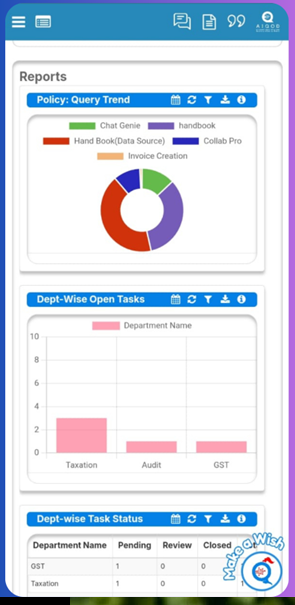 AIGOD
Reports
Policy: Query Trend
Chat Genie handbook
Hand Book(Data Source) Collab Pro
Invoice Creation
Dept-Wise Open Tasks
Department Name
10
8
6
4
2
0
Taxation Audit GST
Dept-wise Task Status
Department Name Pending Review Closed
GST 1 0 0
Taxation 1 0 0 1
Make a Wish